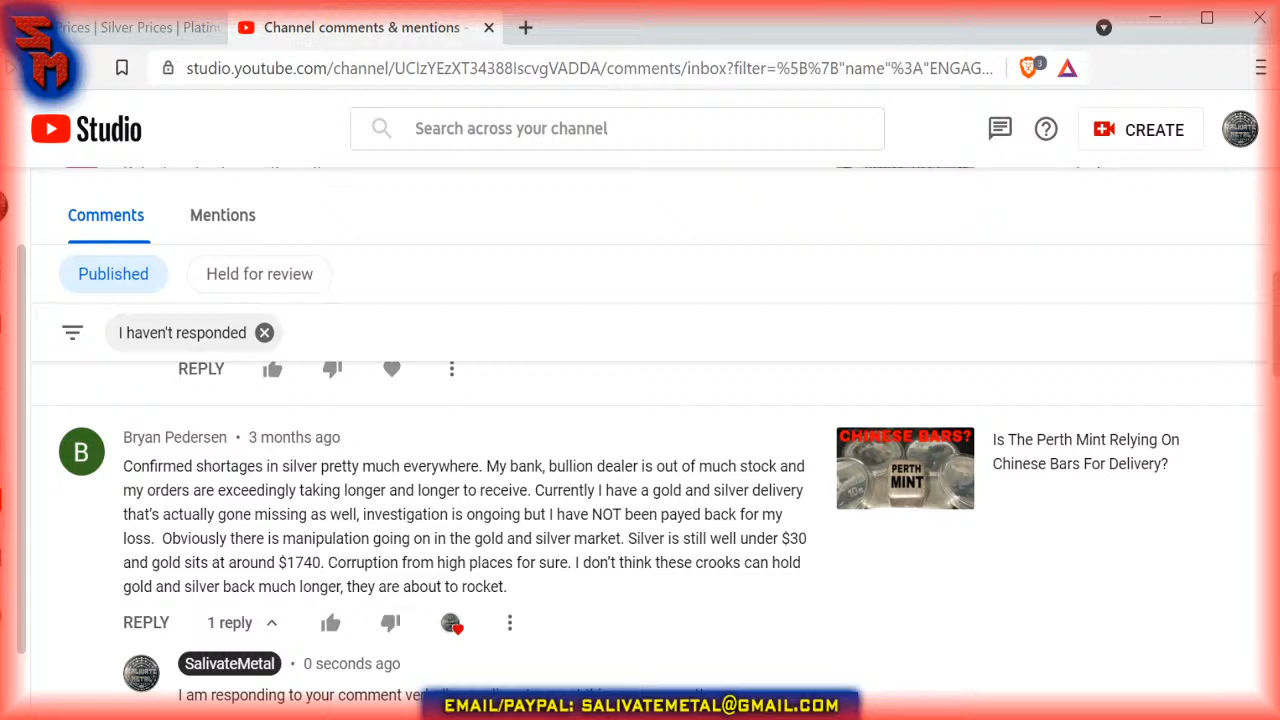 SM
Prices | Silver Prices | Platin
Channel comments & mentions -
studio.youtube.com/channel/UCIzYEzXT34388IscvgVADDA/comments/inbox?filter=%5B%7B"name"%3A"ENGAG...
3
Studio
Search across your channel
CREATE
Comments
Mentions
Published
Held for review
I haven't responded
REPLY
B
Bryan Pedersen • 3 months ago
Confirmed shortages in silver pretty much everywhere. My bank, bullion dealer is out of much stock and
my orders are exceedingly taking longer and longer to receive. Currently I have a gold and silver delivery
that's actually gone missing as well, investigation is ongoing but I have NOT been payed back for my
loss. Obviously there is manipulation going on in the gold and silver market. Silver is still well under $30
and gold sits at around $1740. Corruption from high places for sure. I don't think these crooks can hold
gold and silver back much longer, they are about to rocket.
CHINESE BARS?
PERTH
MINT
Is The Perth Mint Relying On
Chinese Bars For Delivery?
REPLY
1 reply
SalivateMetal • 0 seconds ago
I am responding to your comment
EMAIL/PAYPAL: SALIVATEMETAL@GMAIL.COM